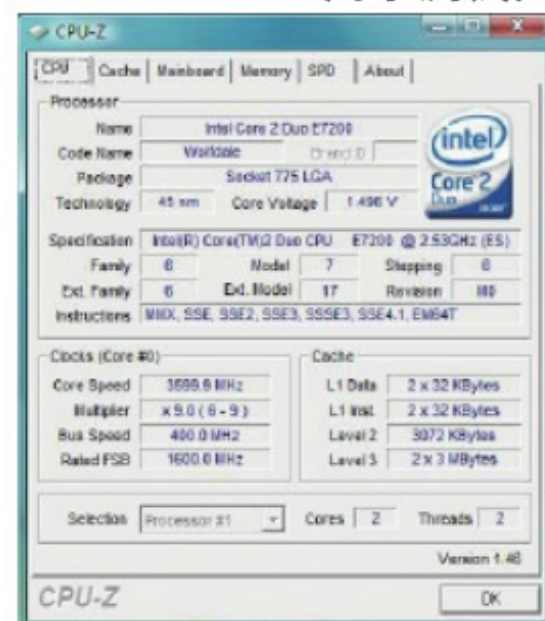 CPU-Z
CPU Cache Mainboard Memory SPD About
Processor
Name Intel Core 2 Duo E7200
Code Name Wolfdale Brand ID
Package Socket 775 LGA
Technology 45 nm Core Voltage 1.496 V
intel
Core 2
Duo
Specification Intel(R) Core(TM)2 Duo CPU E7200 @ 2.53GHz (ES)
Family 6 Model 7 Stepping 6
Ext. Family 6 Ext. Model 17 Revision M0
Instructions MMX, SSE, SSE2, SSE3, SSSE3, SSE4.1, EM64T
Clocks (Core #0)
Core Speed 3599.9 MHz
Multiplier x 9.0 ( 6 - 9 )
Bus Speed 400.0 MHz
Rated FSB 1600.0 MHz
Cache
L1 Data 2 x 32 KBytes
L1 Inst. 2 x 32 KBytes
Level 2 3072 KBytes
Level 3 2 x 3 MBytes
Selection Processor #1 Cores 2 Threads 2
Version 1.46
CPU-Z OK